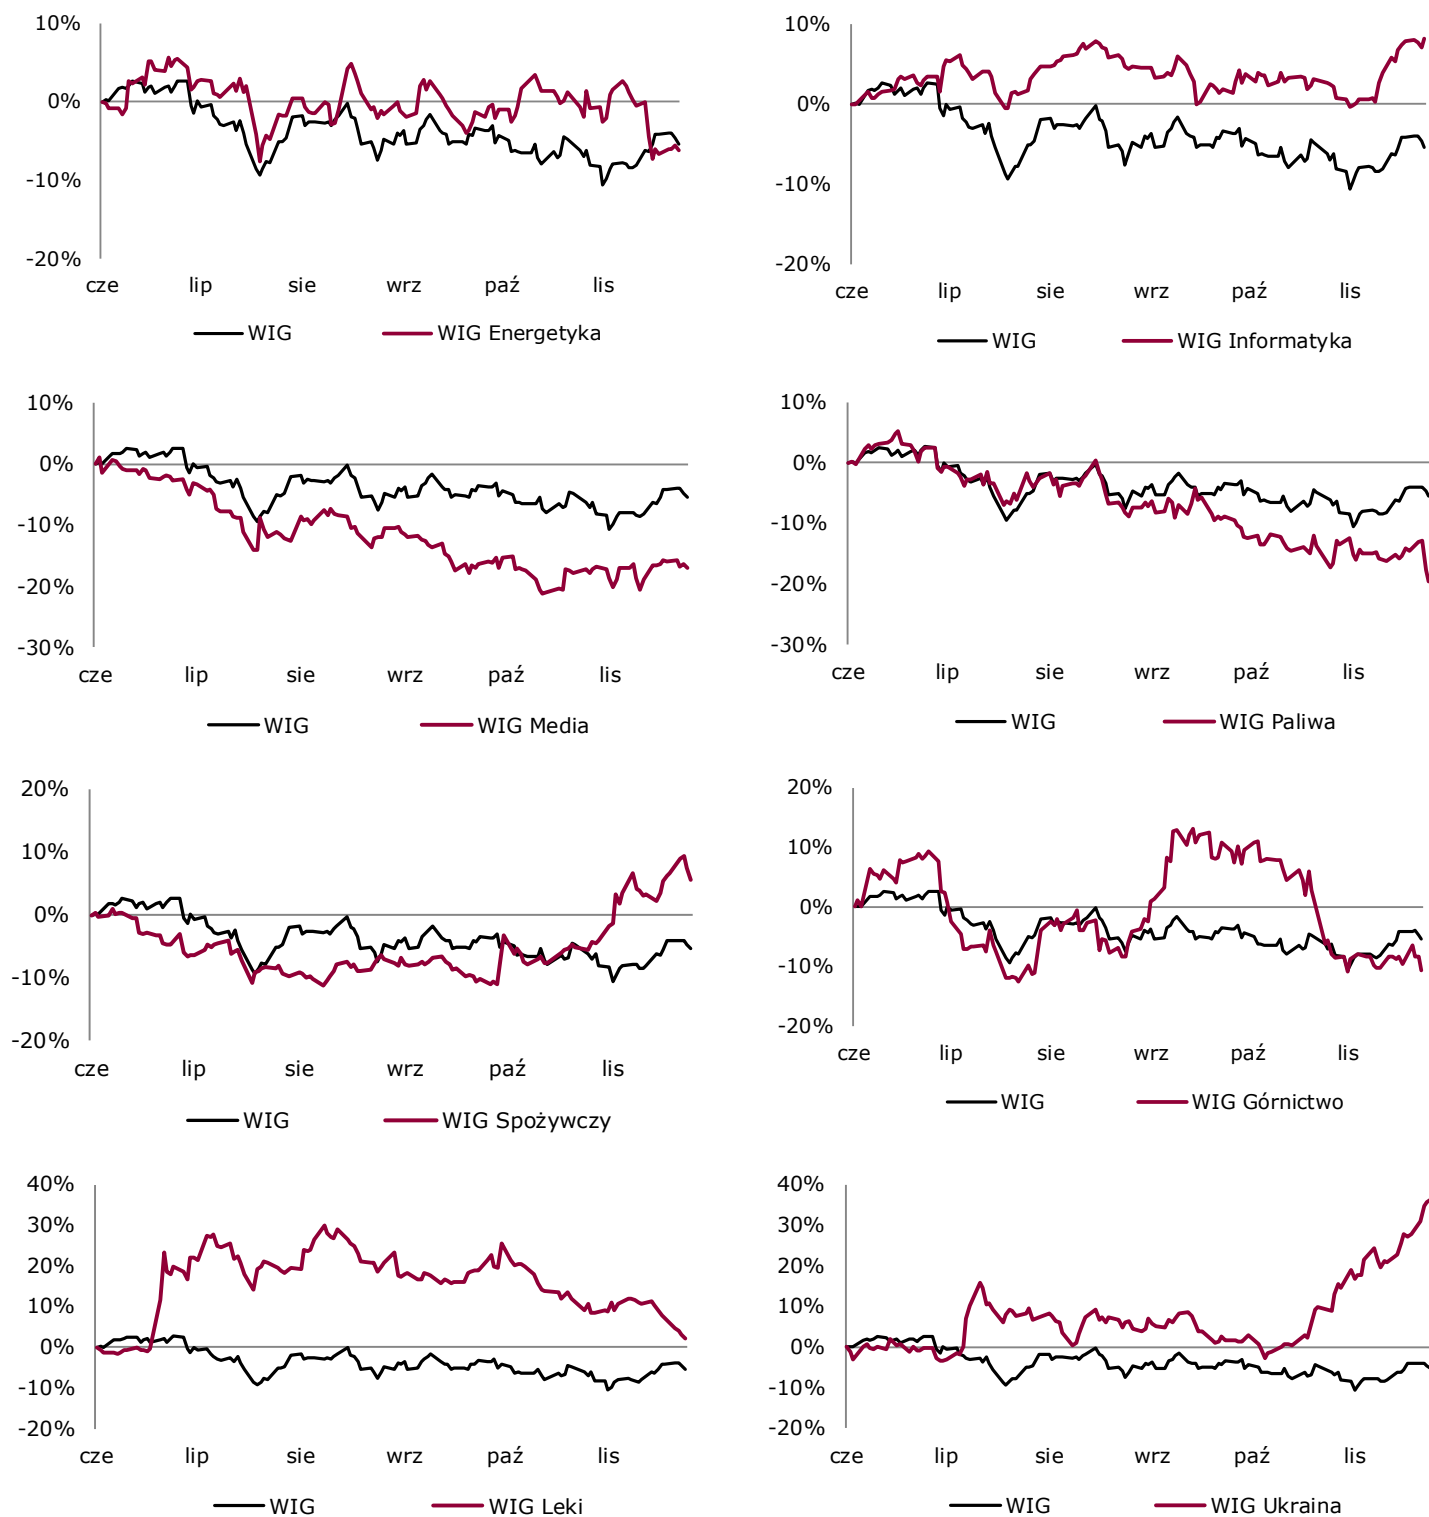 10%
0%
-10%
-20%
cze lip sie wrz paź lis
WIG WIG Energetyka
10%
0%
-10%
-20%
cze lip sie wrz paź lis
WIG WIG Informatyka
10%
0%
-10%
-20%
-30%
cze lip sie wrz paź lis
WIG WIG Media
10%
0%
-10%
-20%
-30%
cze lip sie wrz paź lis
WIG WIG Paliwa
20%
10%
0%
-10%
-20%
cze lip sie wrz paź lis
WIG WIG Spożywczy
20%
10%
0%
-10%
-20%
cze lip sie wrz paź lis
WIG WIG Górnictwo
40%
30%
20%
10%
0%
-10%
-20%
cze lip sie wrz paź lis
WIG WIG Leki
40%
30%
20%
10%
0%
-10%
-20%
cze lip sie wrz paź lis
WIG WIG Ukraina